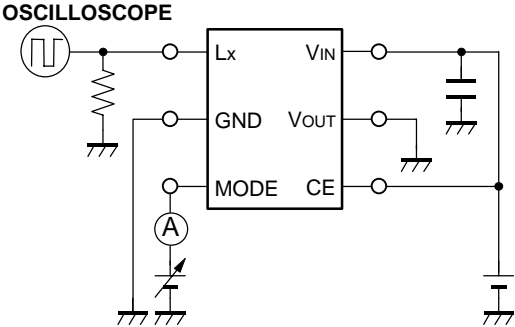 OSCILLOSCOPE
Lx VIN
GND VOUT
MODE CE
A